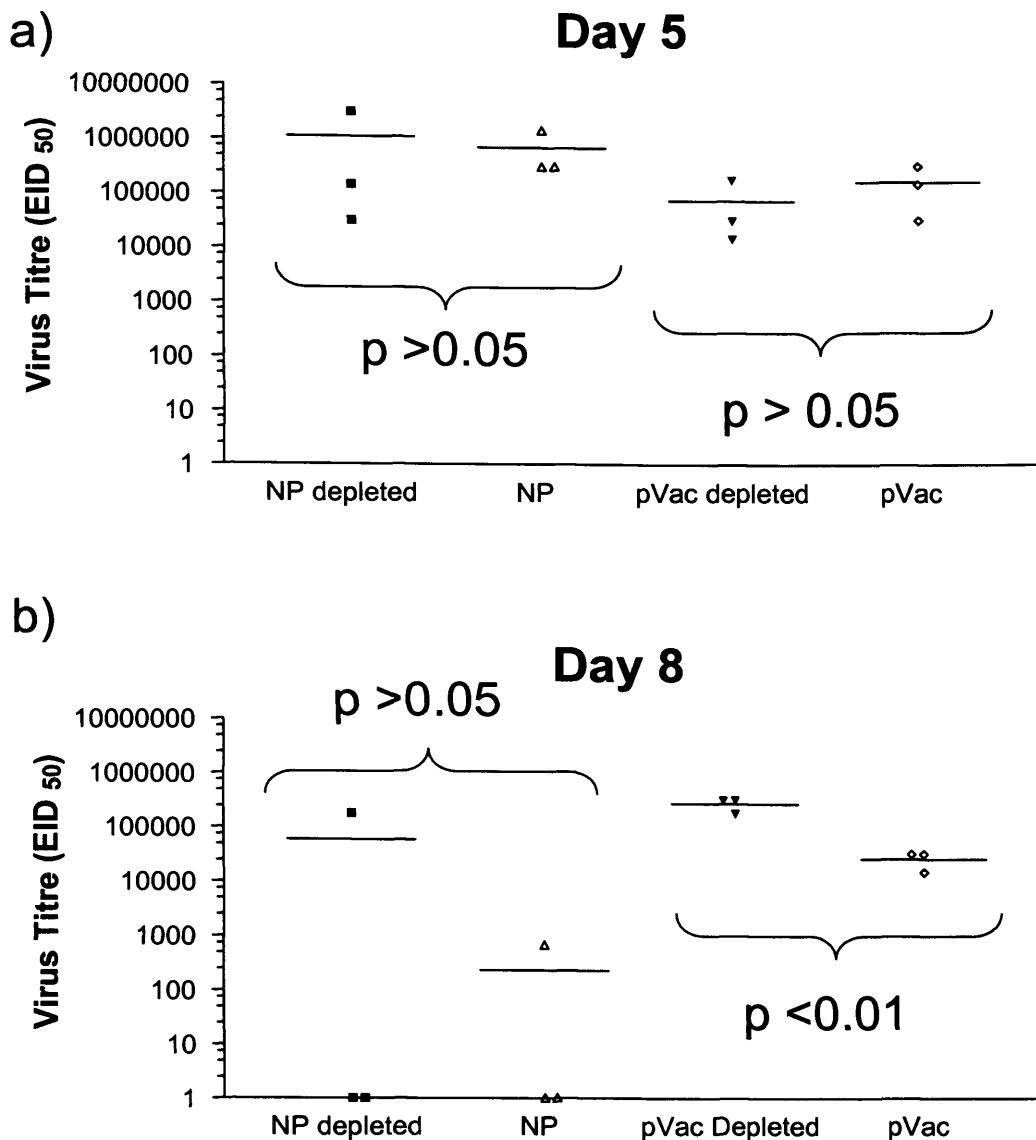 a)
Day 5
Virus Titre (EID 50)
10000000
1000000
100000
10000
1000
100
10
1
p >0.05
p > 0.05
NP depleted NP pVac depleted pVac
b)
Day 8
p >0.05
Virus Titre (EID 50)
10000000
1000000
100000
10000
1000
100
10
1
p <0.01
NP depleted NP pVac Depleted pVac